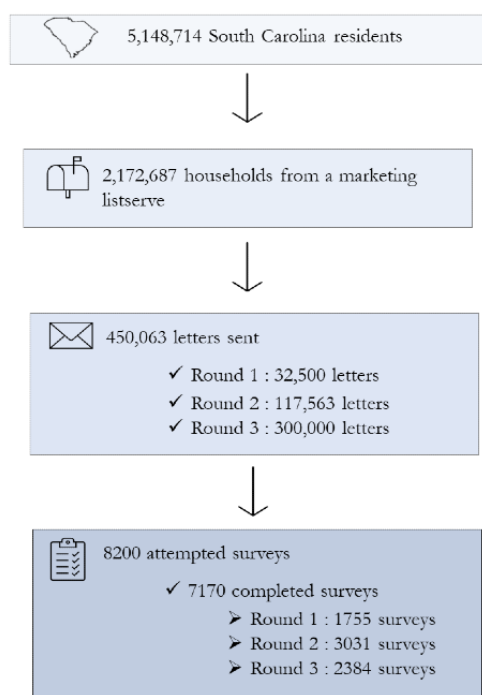 5,148,714 South Carolina residents
2,172,687 households from a marketing
listserve
450,063 letters sent
✓ Round 1 : 32,500 letters
✓ Round 2 : 117,563 letters
✓ Round 3 : 300,000 letters
8200 attempted surveys
✓ 7170 completed surveys
➢ Round 1 : 1755 surveys
➢ Round 2 : 3031 surveys
➢ Round 3 : 2384 surveys